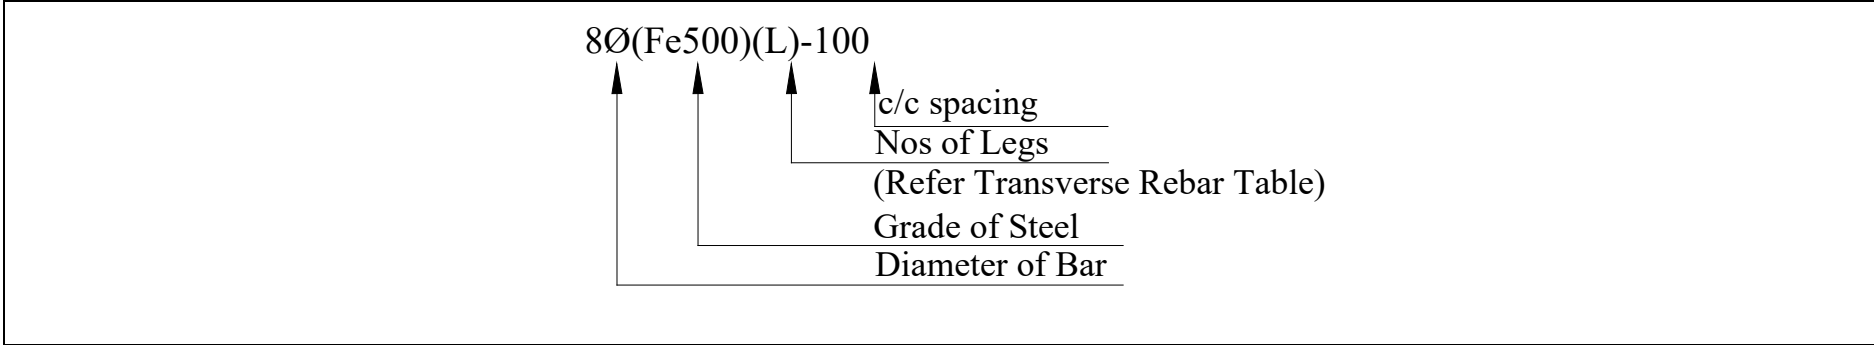 8Ø(Fe500)(L)-100
c/c spacing
Nos of Legs
(Refer Transverse Rebar Table)
Grade of Steel
Diameter of Bar